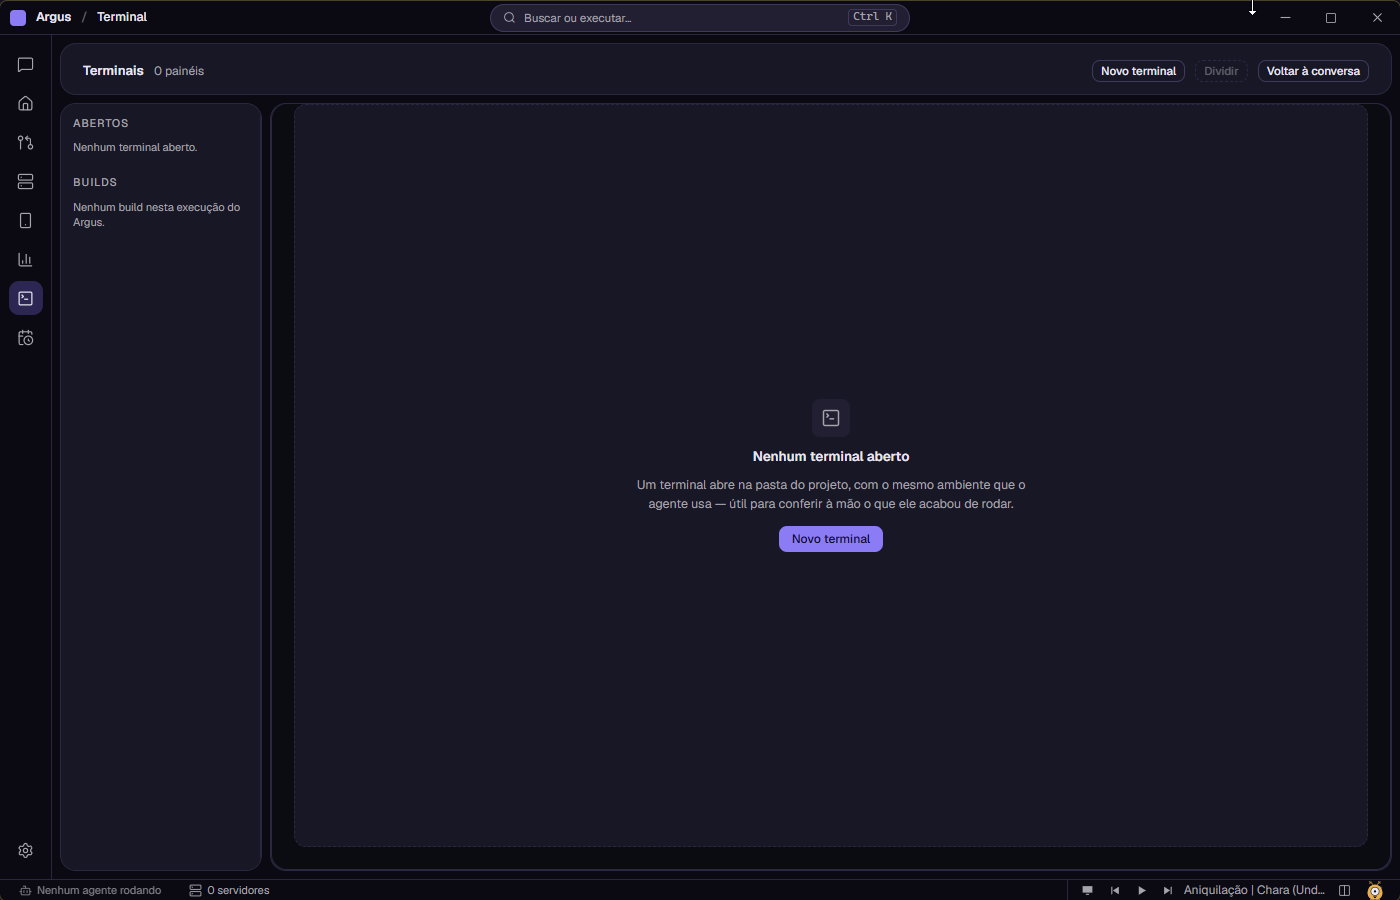 Argus / Terminal
Buscar ou executar...
Ctrl K
Terminais 0 painéis
Novo terminal
Dividir
Voltar à conversa
ABERTOS
Nenhum terminal aberto.
BUILDS
Nenhum build nesta execução do
Argus.
Nenhum terminal aberto
Um terminal abre na pasta do projeto, com o mesmo ambiente que o
agente usa — útil para conferir à mão o que ele acabou de rodar.
Novo terminal
Nenhum agente rodando
0 servidores
Aniquilação | Chara (Und...